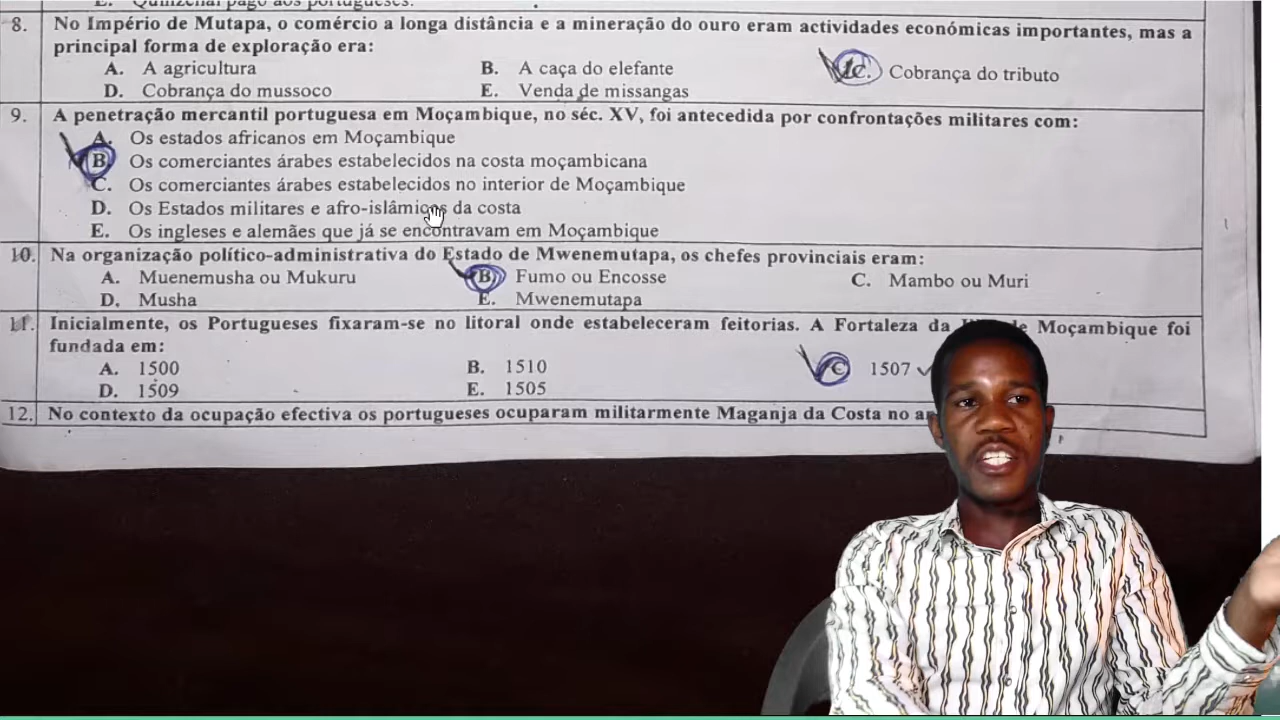 E. Quinzenal pago aos portugueses.
8. No Império de Mutapa, o comércio a longa distância e a mineração do ouro eram actividades económicas importantes, mas a
principal forma de exploração era:
A. A agricultura B. A caça do elefante C. Cobrança do tributo
D. Cobrança do mussoco E. Venda de missangas
9. A penetração mercantil portuguesa em Moçambique, no séc. XV, foi antecedida por confrontações militares com:
A. Os estados africanos em Moçambique
B. Os comerciantes árabes estabelecidos na costa moçambicana
C. Os comerciantes árabes estabelecidos no interior de Moçambique
D. Os Estados militares e afro-islâmicos da costa
E. Os ingleses e alemães que já se encontravam em Moçambique
10. Na organização político-administrativa do Estado de Mwenemutapa, os chefes provinciais eram:
A. Muenemusha ou Mukuru B. Fumo ou Encosse C. Mambo ou Muri
D. Musha E. Mwenemutapa
11. Inicialmente, os Portugueses fixaram-se no litoral onde estabeleceram feitorias. A Fortaleza da Moçambique foi
fundada em:
A. 1500 B. 1510 C 1507
D. 1509 E. 1505
12. No contexto da ocupação efectiva os portugueses ocuparam militarmente Maganja da Costa no